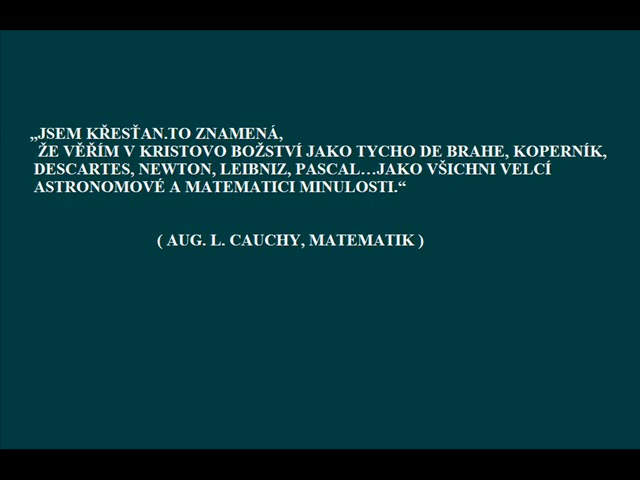 „JSEM KŘESŤAN.TO ZNAMENÁ,
ŽE VĚŘÍM V KRISTOVO BOŽSTVÍ JAKO TYCHO DE BRAHE, KOPERNÍK,
DESCARTES, NEWTON, LEIBNIZ, PASCAL…JAKO VŠICHNI VELCÍ
ASTRONOMOVÉ A MATEMATICI MINULOSTI.“
( AUG. L. CAUCHY, MATEMATIK )